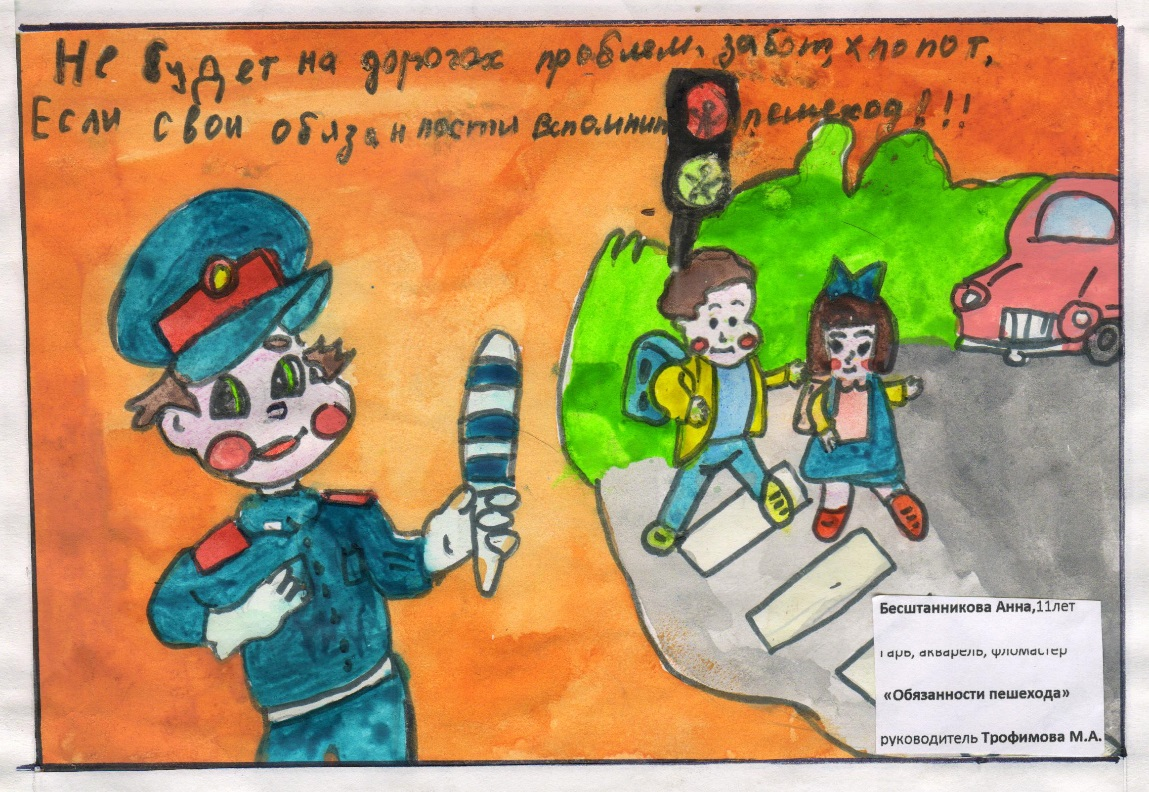 Не будет на дорогах проблем, забот, хлопот,
Если свои обязанности вспомнит пешеход!!!
Бесштанникова Анна,11лет
акварель, фломастер
«Обязанности пешехода»
руководитель Трофимова М.А.